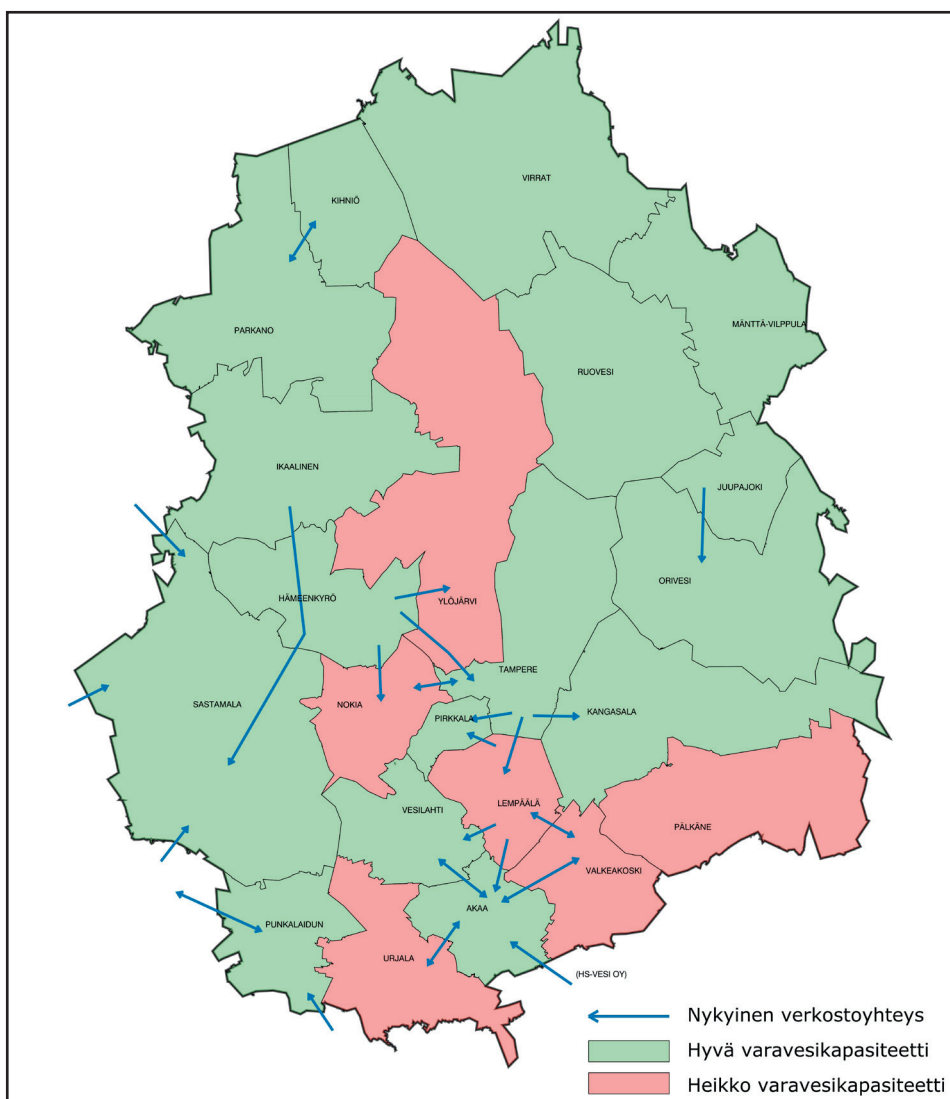 VIRRAT
KIHNIÖ
MÄNTTÄ-VILPPULA
PARKANO
RUOVESI
IKAALINEN
JUUPAJOKI
ORIVESI
HÄMEENKYRÖ
YLÖJÄRVI
TAMPERE
SASTAMALA
NOKIA
PIRKKALA
KANGASALA
LEMPÄÄLÄ
VESILAHTI
PÄLKÄNE
VALKEAKOSKI
AKAA
PUNKALAIDUN
URJALA
(HS-VESI OY)
Nykyinen verkostoyhteys
Hyvä varavesikapasiteetti
Heikko varavesikapasiteetti